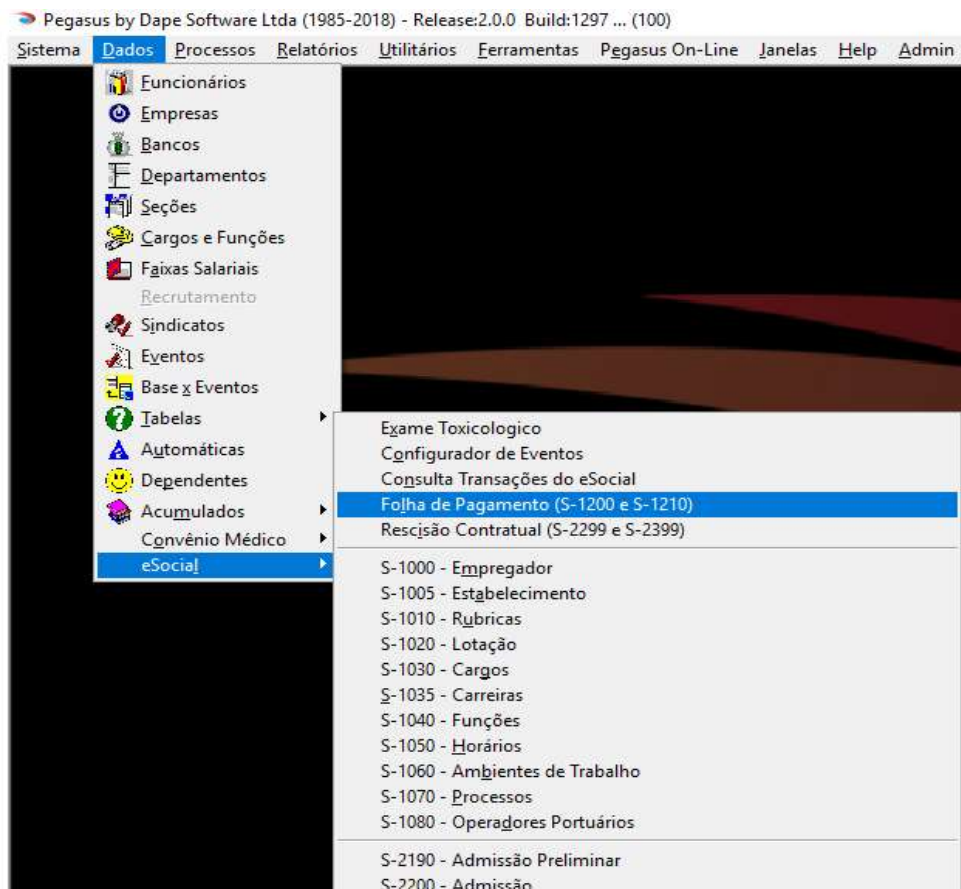 Pegasus by Dape Software Ltda (1985-2018) - Release:2.0.0 Build:1297 ... (100)
Sistema Dados Processos Relatórios Utilitários Ferramentas Pegasus On-Line Janelas Help Admin
Funcionários
Empresas
Bancos
Departamentos
Seções
Cargos e Funções
Faixas Salariais
Recrutamento
Sindicatos
Eventos
Base x Eventos
Tabelas
Automáticas
Dependentes
Acumulados
Convênio Médico
eSocial
Exame Toxicologico
Configurador de Eventos
Consulta Transações do eSocial
Folha de Pagamento (S-1200 e S-1210)
Rescisão Contratual (S-2299 e S-2399)
S-1000 - Empregador
S-1005 - Estabelecimento
S-1010 - Rubricas
S-1020 - Lotação
S-1030 - Cargos
S-1035 - Carreiras
S-1040 - Funções
S-1050 - Horários
S-1060 - Ambientes de Trabalho
S-1070 - Processos
S-1080 - Operadores Portuários
S-2190 - Admissão Preliminar
S-2200 - Admissão